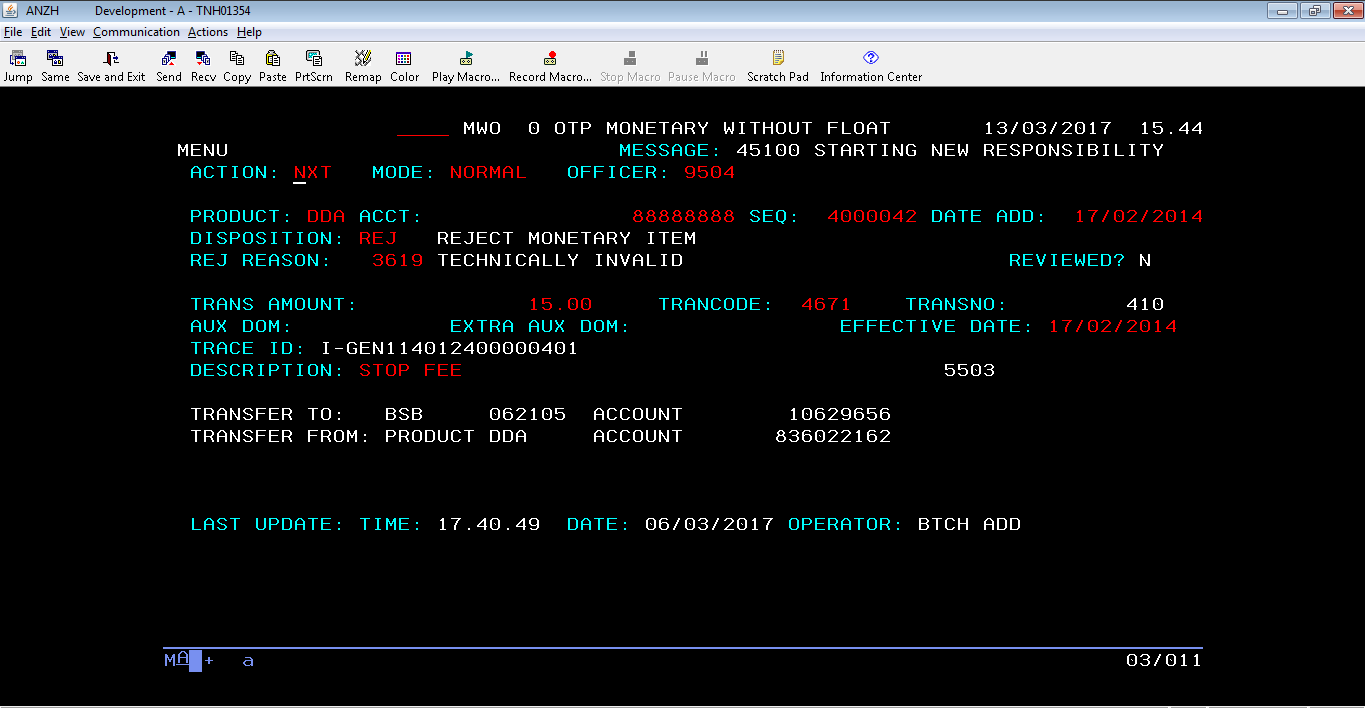 ANZH Development - A - TNH01354
File Edit View Communication Actions Help
Jump Same Save and Exit Send Recv Copy Paste PrtScrn Remap Color Play Macro... Record Macro... Stop Macro Pause Macro Scratch Pad Information Center
_____ MWO 0 OTP MONETARY WITHOUT FLOAT 13/03/2017 15.44
MENU MESSAGE: 45100 STARTING NEW RESPONSIBILITY
ACTION: NXT MODE: NORMAL OFFICER: 9504
PRODUCT: DDA ACCT: 88888888 SEQ: 4000042 DATE ADD: 17/02/2014
DISPOSITION: REJ REJECT MONETARY ITEM
REJ REASON: 3619 TECHNICALLY INVALID REVIEWED? N
TRANS AMOUNT: 15.00 TRANCODE: 4671 TRANSNO: 410
AUX DOM: EXTRA AUX DOM: EFFECTIVE DATE: 17/02/2014
TRACE ID: I-GEN114012400000401
DESCRIPTION: STOP FEE 5503
TRANSFER TO: BSB 062105 ACCOUNT 10629656
TRANSFER FROM: PRODUCT DDA ACCOUNT 836022162
LAST UPDATE: TIME: 17.40.49 DATE: 06/03/2017 OPERATOR: BTCH ADD
MA + a 03/011